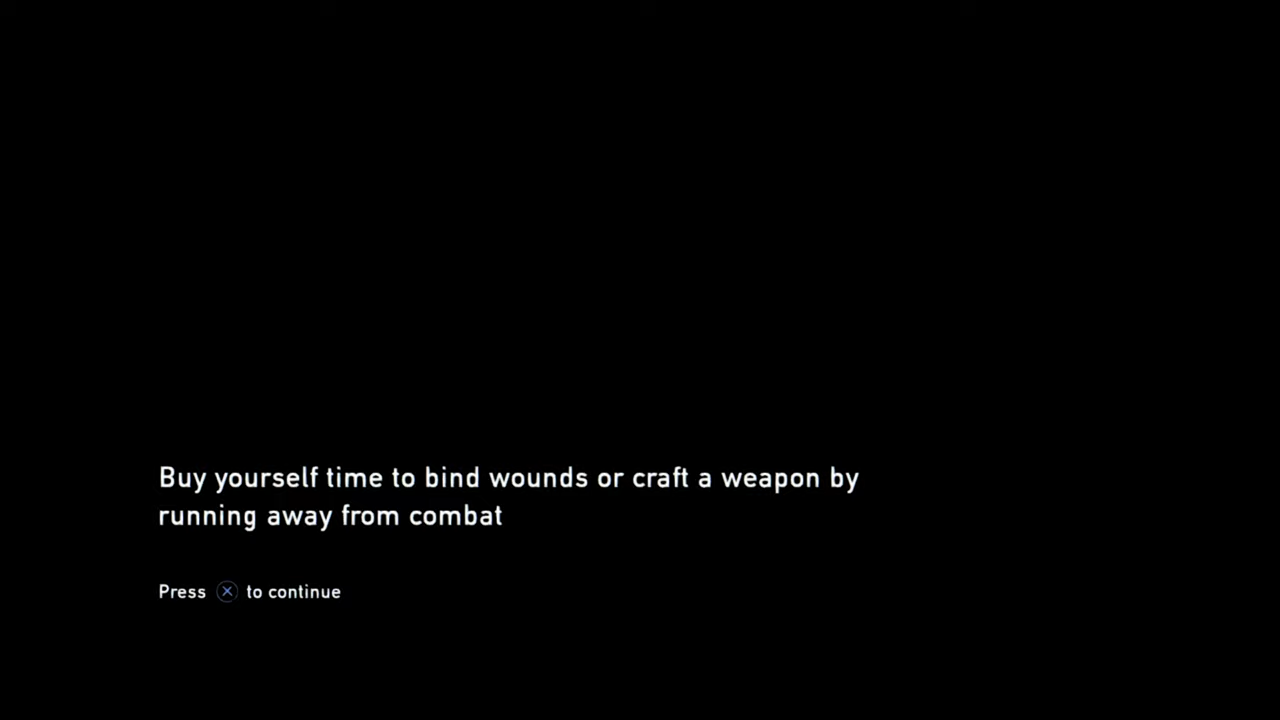 Buy yourself time to bind wounds or craft a weapon by
running away from combat
Press ⓧ to continue